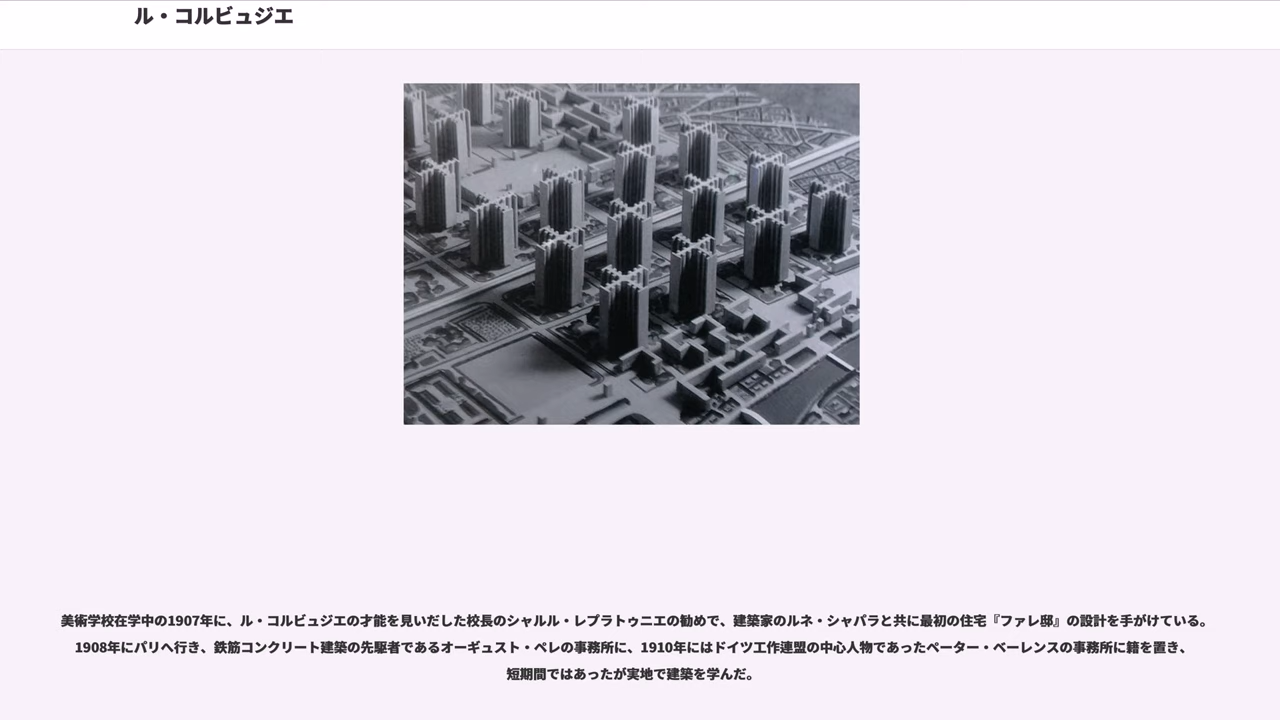 ル・コルビュジエ
美術学校在学中の1907年に、ル・コルビュジエの才能を見いだした校長のシャルル・レプラトゥニエの勧めで、建築家のルネ・シャパラと共に最初の住宅『ファレ邸』の設計を手がけている。
1908年にパリへ行き、鉄筋コンクリート建築の先駆者であるオーギュスト・ペレの事務所に、1910年にはドイツ工作連盟の中心人物であったペーター・ベーレンスの事務所に籍を置き、
短期間ではあったが実地で建築を学んだ。